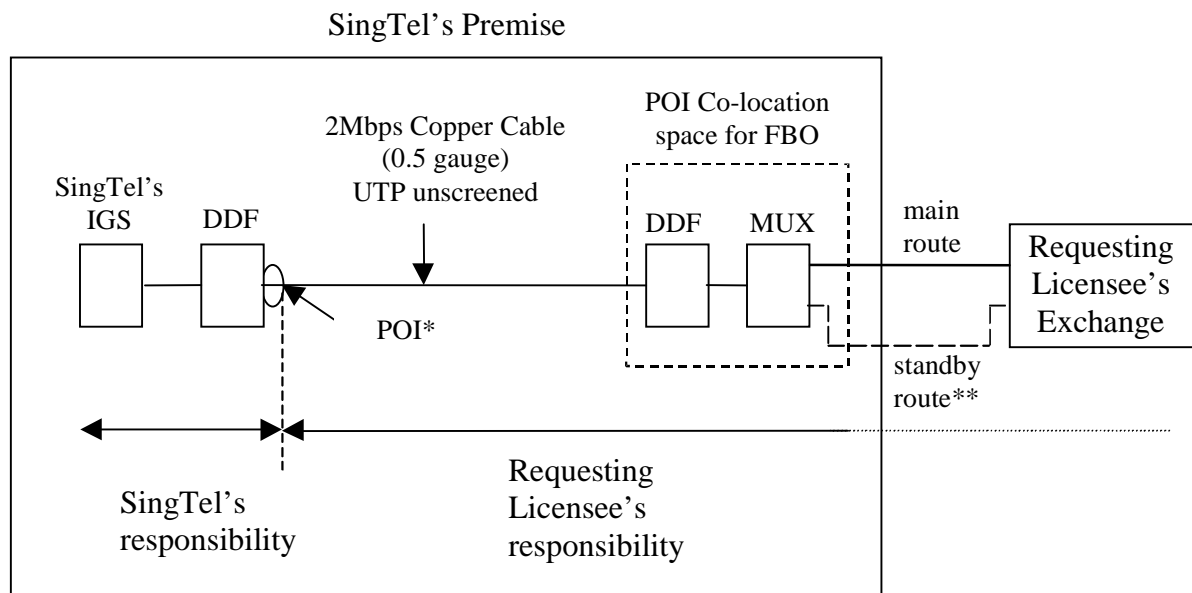 SingTel's Premise
POI Co-location
space for FBO
2Mbps Copper Cable
(0.5 gauge)
UTP unscreened
SingTel's
IGS
DDF
DDF
MUX
main
route
Requesting
Licensee's
Exchange
POI*
standby
route**
SingTel's
responsibility
Requesting
Licensee's
responsibility